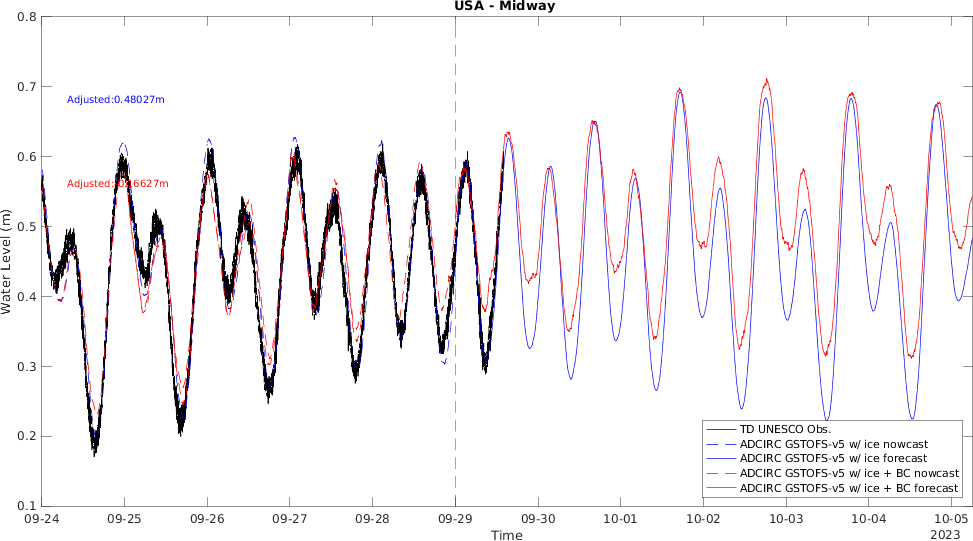 USA - Midway
0.8
0.7
0.6
0.5
0.4
0.3
0.2
0.1
Water Level (m)
Adjusted:0.48027m
TD UNESCO Obs.
ADCIRC GSTOFS-v5 w/ ice nowcast
ADCIRC GSTOFS-v5 w/ ice forecast
ADCIRC GSTOFS-v5 w/ ice + BC nowcast
ADCIRC GSTOFS-v5 w/ ice + BC forecast
09-24 09-25 09-26 09-27 09-28 09-29 09-30 10-01 10-02 10-03 10-04 10-05
2023
Time